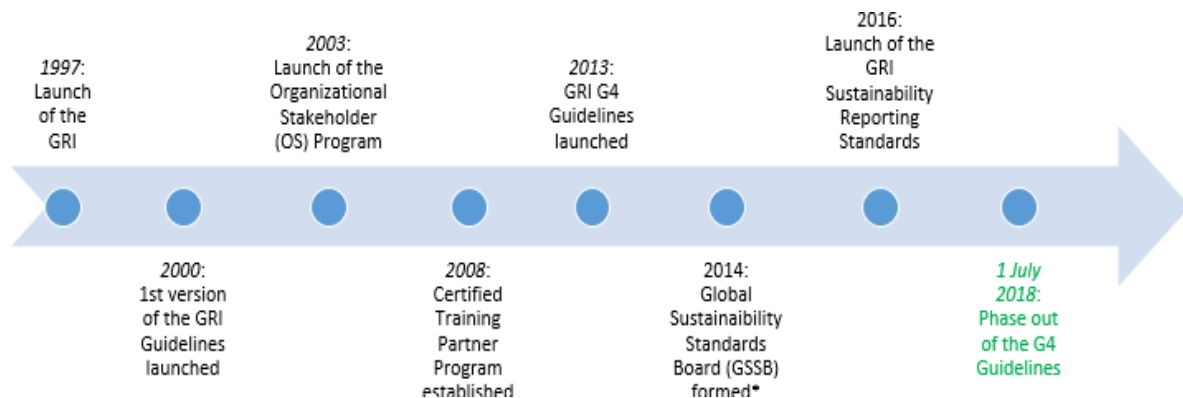 1997:
Launch
of the
GRI
2000:
1st version
of the GRI
Guidelines
launched
2003:
Launch of the
Organizational
Stakeholder
(OS) Program
2008:
Certified
Training
Partner
Program
established
2013:
GRI G4
Guidelines
launched
2014:
Global
Sustainaibility
Standards
Board (GSSB)
formed*
2016:
Launch of the
GRI
Sustainability
Reporting
Standards
1 July
2018:
Phase out
of the G4
Guidelines